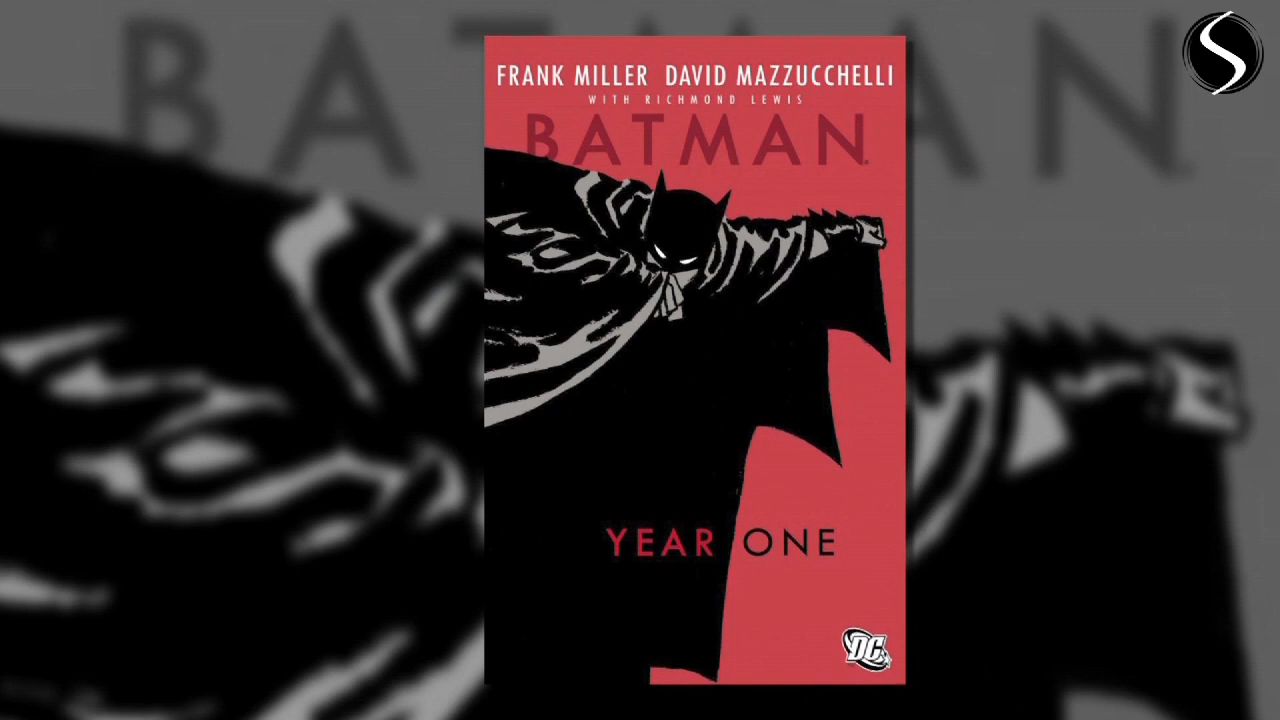 FRANK MILLER DAVID MAZZUCCHELLI
WITH RICHMOND LEWIS
BATMAN
YEAR ONE
DC